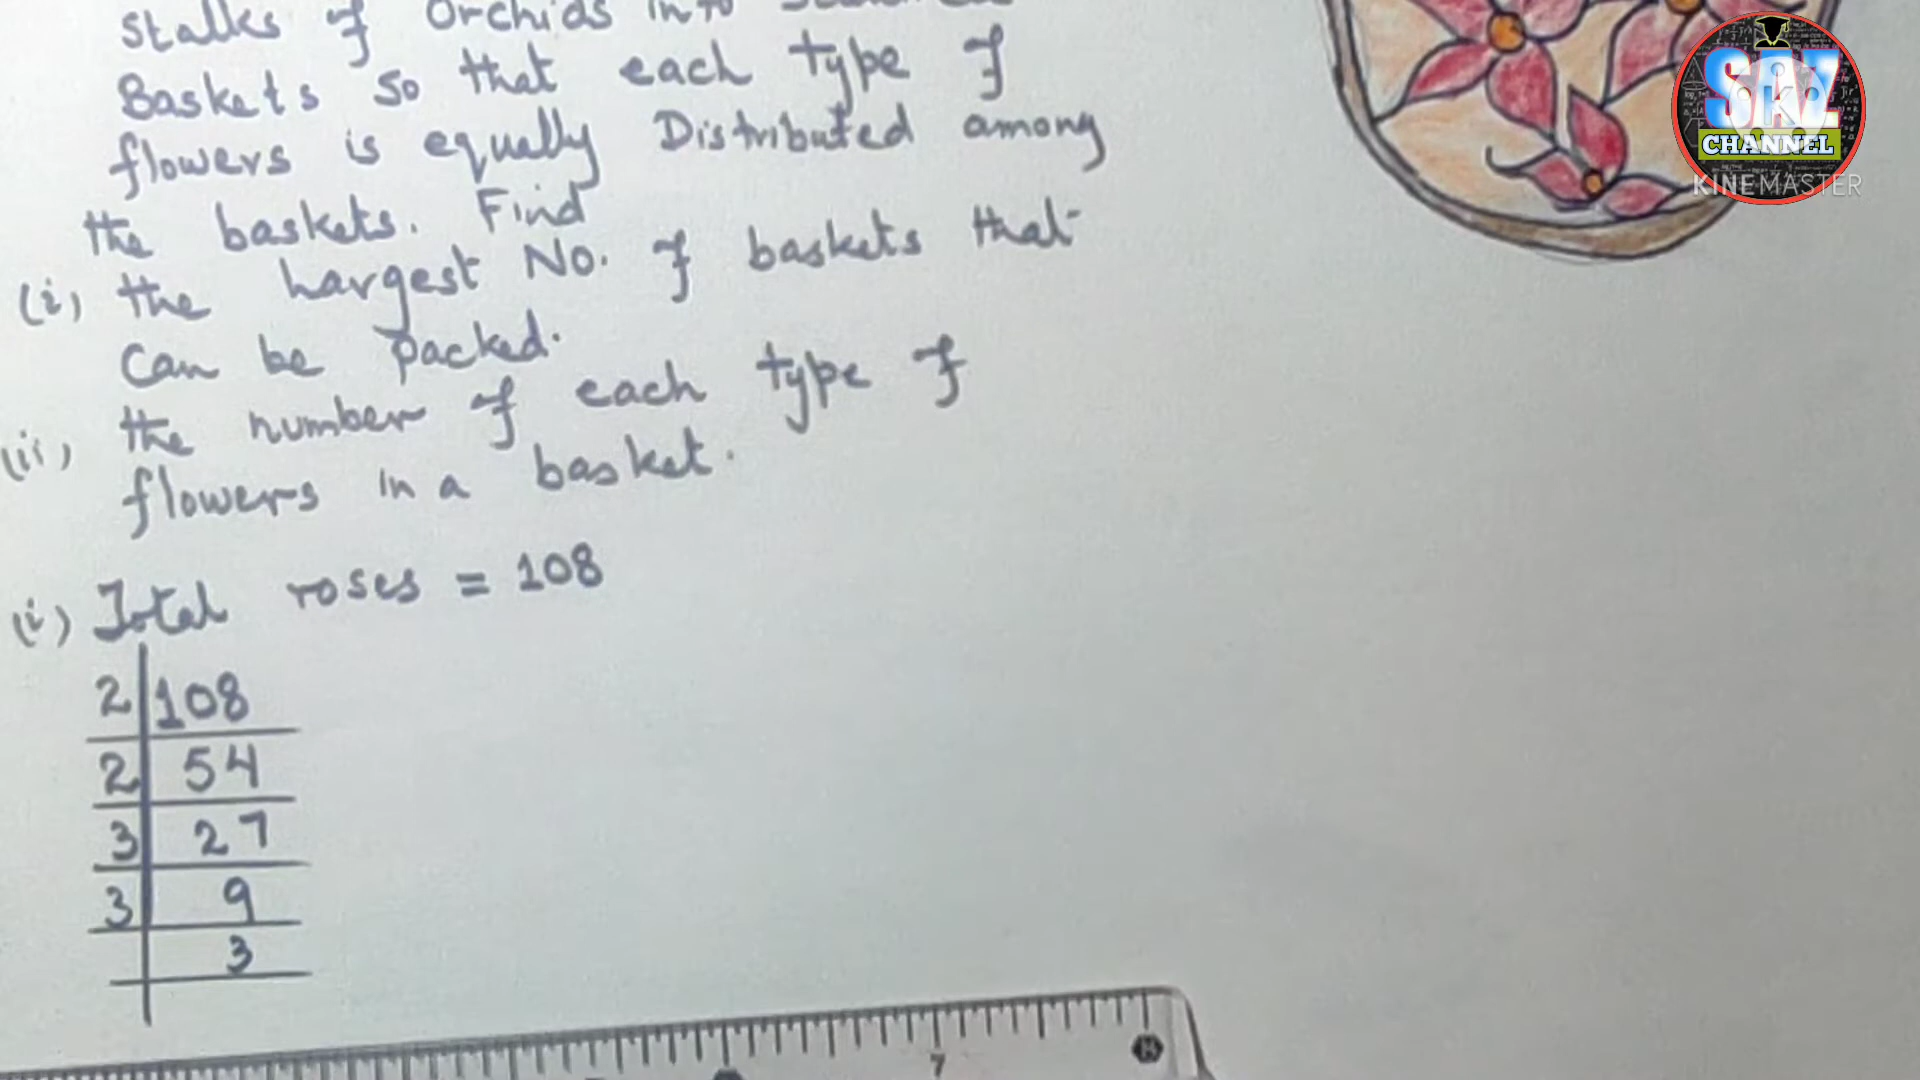 Stalks of Orchids into
Baskets so that each type of
flowers is equally Distributed among
the baskets. Find
(i) the Largest No. of baskets that
can be packed.
(ii) the number of each type of
flowers in a basket.
(i) Total roses = 108
2 108
2 54
3 27
3 9
3
7
SAZ
CHANNEL
KINEMASTER